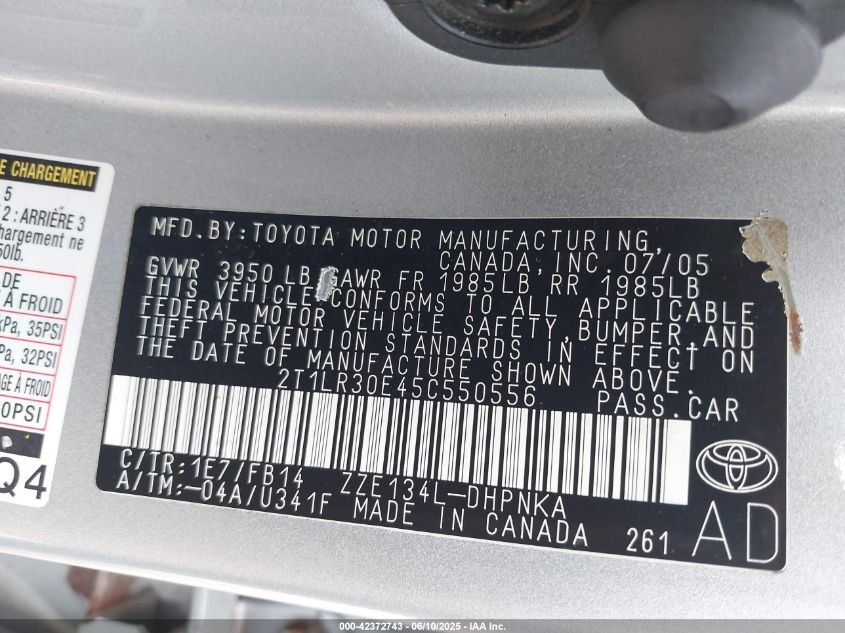 E CHARGEMENT
5
2 : ARRIÈRE 3
hargement ne
50lb.
DE
À FROID
kPa, 35PSI
Pa, 32PSI
AGE À FROID
0PSI
Q4
MFD. BY: TOYOTA MOTOR MANUFACTURING,
CANADA, INC. 07/05
GVWR 3950 LB GAWR FR 1985LB RR 1985LB
THIS VEHICLE CONFORMS TO ALL APPLICABLE
FEDERAL MOTOR VEHICLE SAFETY, BUMPER, AND
THEFT PREVENTION STANDARDS IN EFFECT ON
THE DATE OF MANUFACTURE SHOWN ABOVE.
2T1LR30E45C550556 PASS.CAR
C/TR: 1E7/FB14 ZZE134L-DHPNKA
A/TM:-04A/U341F MADE IN CANADA 261
AD
000-42372743 - 06/10/2025 - IAA Inc.